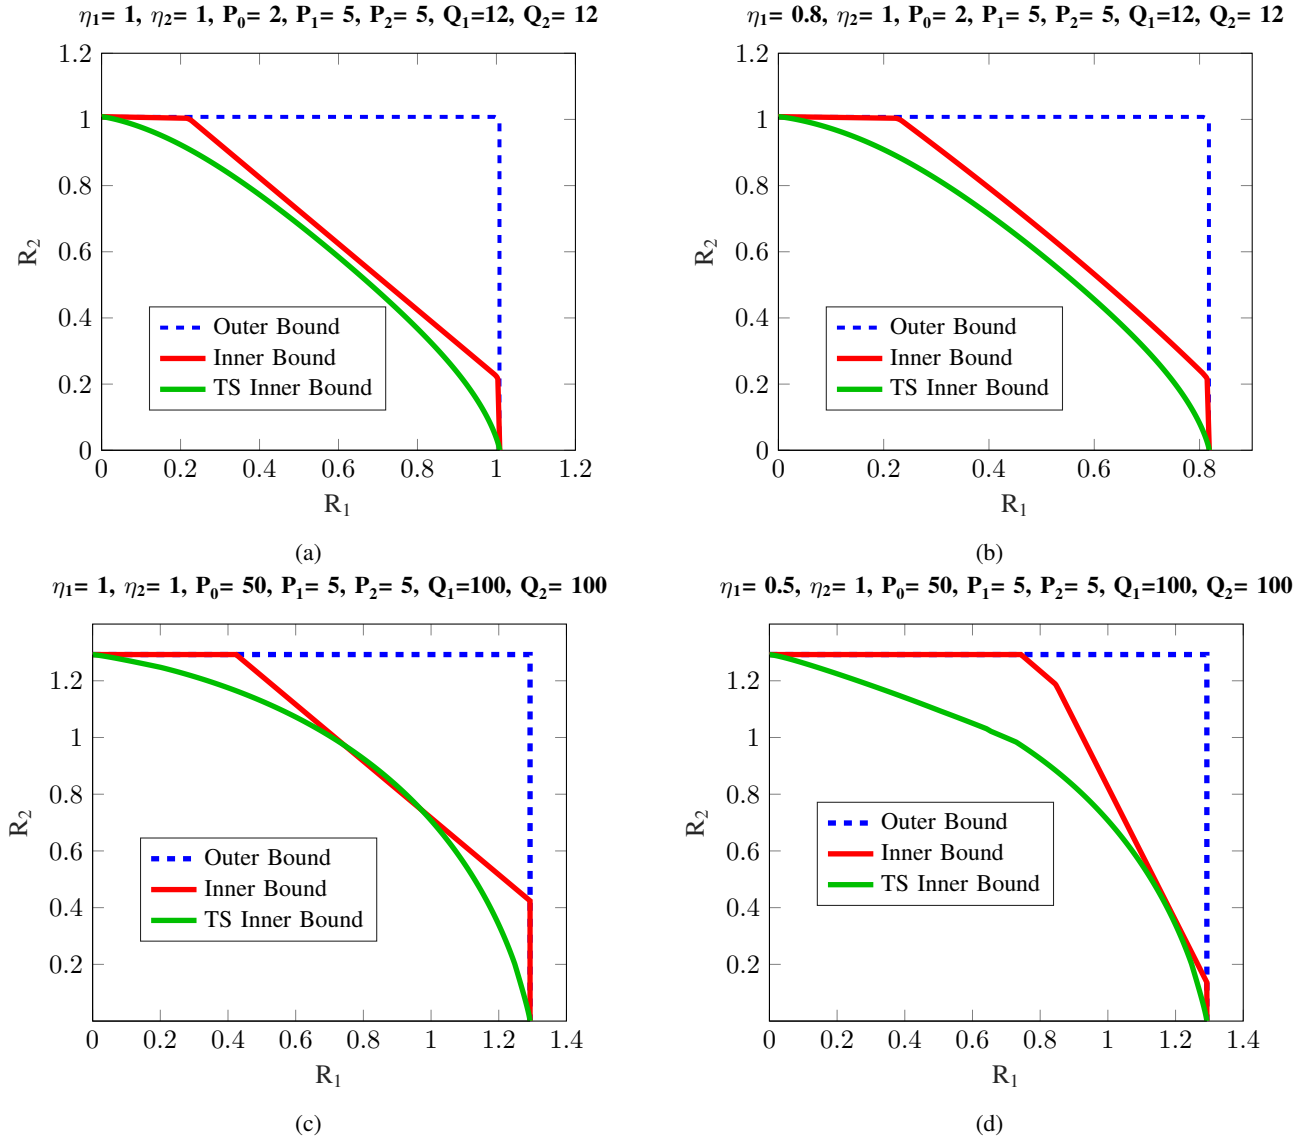 η₁= 1, η₂= 1, P₀= 2, P₁= 5, P₂= 5, Q₁=12, Q₂= 12
1.2
1
0.8
0.6
0.4
0.2
0
R₂
Outer Bound
Inner Bound
TS Inner Bound
0 0.2 0.4 0.6 0.8 1 1.2
R₁
(a)
η₁= 0.8, η₂= 1, P₀= 2, P₁= 5, P₂= 5, Q₁=12, Q₂= 12
1.2
1
0.8
0.6
0.4
0.2
0
R₂
Outer Bound
Inner Bound
TS Inner Bound
0 0.2 0.4 0.6 0.8
R₁
(b)
η₁= 1, η₂= 1, P₀= 50, P₁= 5, P₂= 5, Q₁=100, Q₂= 100
1.2
1
0.8
0.6
0.4
0.2
R₂
Outer Bound
Inner Bound
TS Inner Bound
0 0.2 0.4 0.6 0.8 1 1.2 1.4
R₁
(c)
η₁= 0.5, η₂= 1, P₀= 50, P₁= 5, P₂= 5, Q₁=100, Q₂= 100
1.2
1
0.8
0.6
0.4
0.2
R₂
Outer Bound
Inner Bound
TS Inner Bound
0 0.2 0.4 0.6 0.8 1 1.2 1.4
R₁
(d)